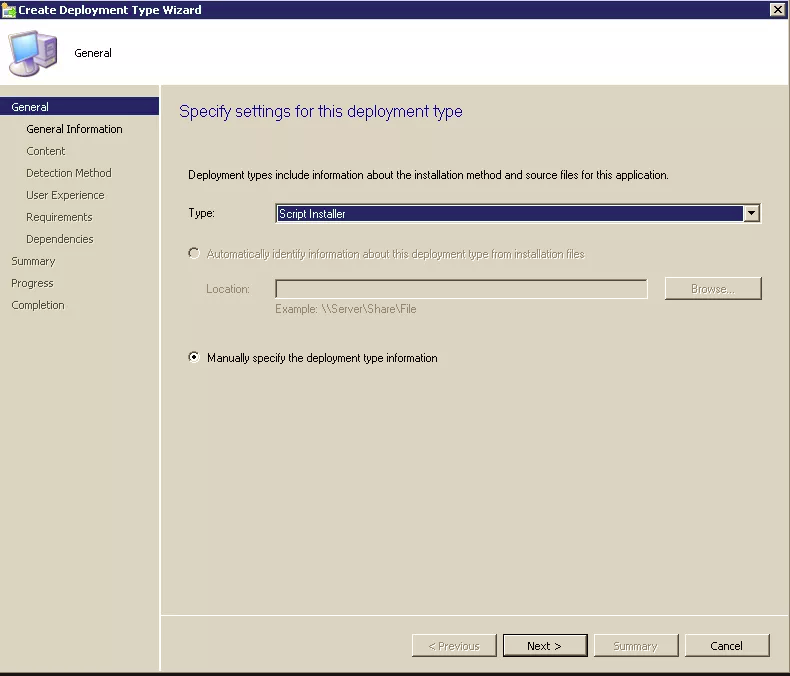 Create Deployment Type Wizard
General
General
General Information
Content
Detection Method
User Experience
Requirements
Dependencies
Summary
Progress
Completion
Specify settings for this deployment type
Deployment types include information about the installation method and source files for this application.
Type: Script Installer
Automatically identify information about this deployment type from installation files
Location: Browse...
Example: \\Server\Share\File
Manually specify the deployment type information
< Previous Next > Summary Cancel